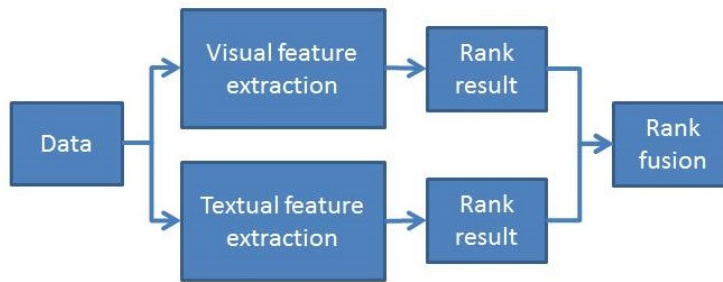 Data
Visual feature
extraction
Rank
result
Textual feature
extraction
Rank
result
Rank
fusion